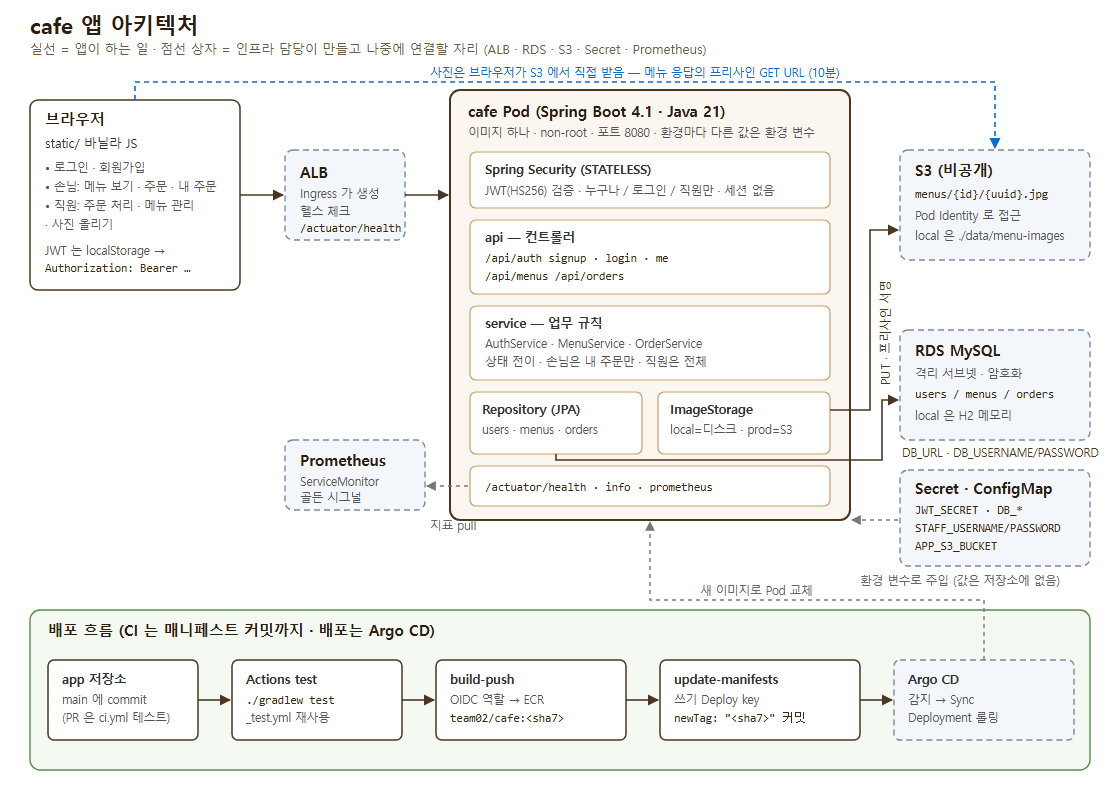 cafe 앱 아키텍처
실선 = 앱이 하는 일 · 점선 상자 = 인프라 담당이 만들고 나중에 연결할 자리 (ALB · RDS · S3 · Secret · Prometheus)
사진은 브라우저가 S3 에서 직접 받음 — 메뉴 응답의 프리사인 GET URL (10분)
브라우저
static/ 바닐라 JS
• 로그인 · 회원가입
• 손님: 메뉴 보기 · 주문 · 내 주문
• 직원: 주문 처리 · 메뉴 관리
· 사진 올리기
JWT 는 localStorage →
Authorization: Bearer …
ALB
Ingress 가 생성
헬스 체크
/actuator/health
cafe Pod (Spring Boot 4.1 · Java 21)
이미지 하나 · non-root · 포트 8080 · 환경마다 다른 값은 환경 변수
Spring Security (STATELESS)
JWT(HS256) 검증 · 누구나 / 로그인 / 직원만 · 세션 없음
api — 컨트롤러
/api/auth signup · login · me
/api/menus /api/orders
service — 업무 규칙
AuthService · MenuService · OrderService
상태 전이 · 손님은 내 주문만 · 직원은 전체
Repository (JPA)
users · menus · orders
ImageStorage
local=디스크 · prod=S3
/actuator/health · info · prometheus
S3 (비공개)
menus/{id}/{uuid}.jpg
Pod Identity 로 접근
local 은 ./data/menu-images
PUT · 프리사인 서명
RDS MySQL
격리 서브넷 · 암호화
users / menus / orders
local 은 H2 메모리
DB_URL · DB_USERNAME/PASSWORD
Secret · ConfigMap
JWT_SECRET · DB_*
STAFF_USERNAME/PASSWORD
APP_S3_BUCKET
환경 변수로 주입 (값은 저장소에 없음)
Prometheus
ServiceMonitor
골든 시그널
지표 pull
새 이미지로 Pod 교체
배포 흐름 (CI 는 매니페스트 커밋까지 · 배포는 Argo CD)
app 저장소
main 에 commit
(PR 은 ci.yml 테스트)
Actions test
./gradlew test
_test.yml 재사용
build-push
OIDC 역할 → ECR
team02/cafe:<sha7>
update-manifests
쓰기 Deploy key
newTag: "<sha7>" 커밋
Argo CD
감지 → Sync
Deployment 롤링